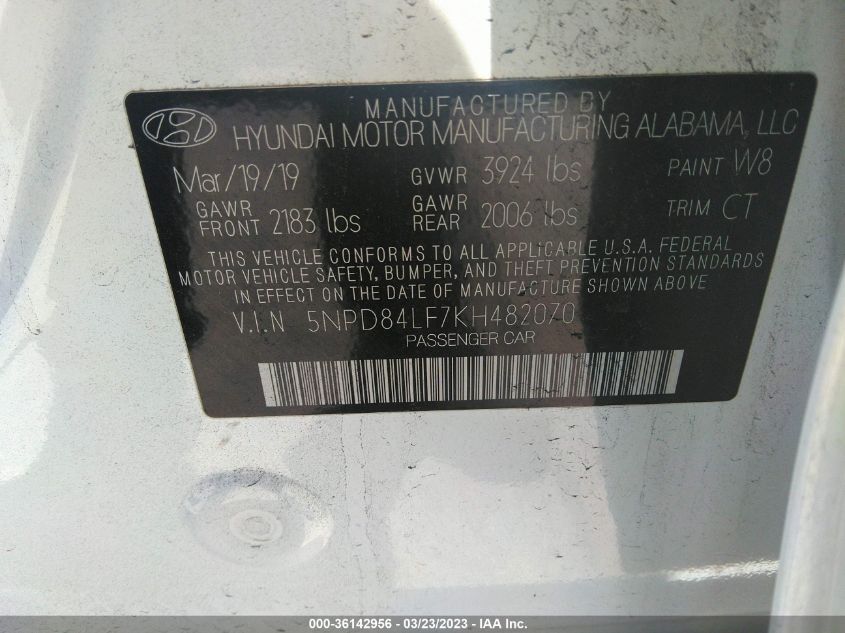 MANUFACTURED BY
HYUNDAI MOTOR MANUFACTURING ALABAMA, LLC
Mar/19/19 GVWR 3924 lbs PAINT W8
GAWR FRONT 2183 lbs GAWR REAR 2006 lbs TRIM CT
THIS VEHICLE CONFORMS TO ALL APPLICABLE U.S.A. FEDERAL
MOTOR VEHICLE SAFETY, BUMPER, AND THEFT PREVENTION STANDARDS
IN EFFECT ON THE DATE OF MANUFACTURE SHOWN ABOVE
V.I.N 5NPD84LF7KH482070
PASSENGER CAR
000-36142956 - 03/23/2023 - IAA Inc.